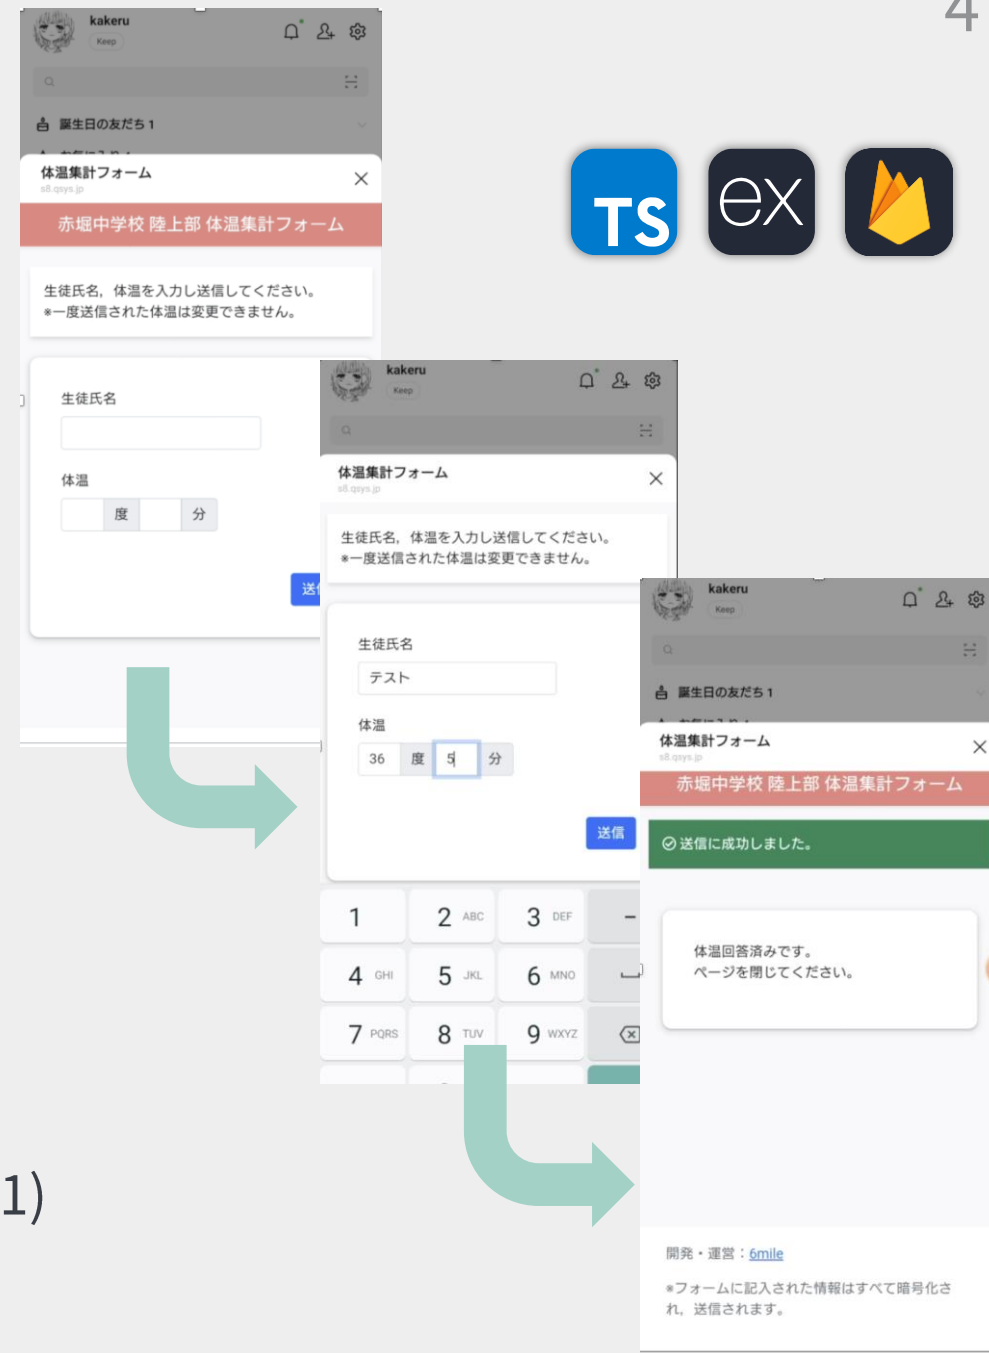 4
kakeru
Keep
誕生日の友だち 1
体温集計フォーム
s8.qsys.jp
赤堀中学校 陸上部 体温集計フォーム
生徒氏名，体温を入力し送信してください。
※一度送信された体温は変更できません。
生徒氏名
体温
度 分
TS
ex
kakeru
Keep
体温集計フォーム
s8.qsys.jp
生徒氏名，体温を入力し送信してください。
※一度送信された体温は変更できません。
生徒氏名
テスト
体温
36 度 5 分
送信
1 2 ABC 3 DEF -
4 GHI 5 JKL 6 MNO
7 PQRS 8 TUV 9 WXYZ
kakeru
Keep
誕生日の友だち 1
体温集計フォーム
s8.qsys.jp
赤堀中学校 陸上部 体温集計フォーム
送信に成功しました。
体温回答済みです。
ページを閉じてください。
1)
開発・運営：6mile
※フォームに記入された情報はすべて暗号化さ
れ，送信されます。